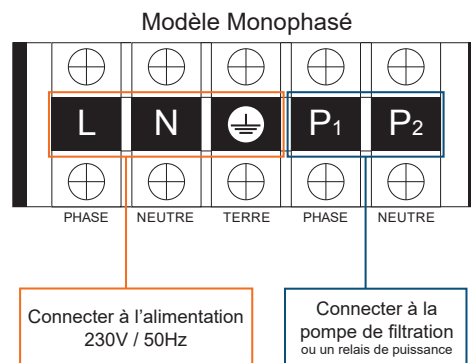 Modèle Monophasé
L N P1 P2
PHASE NEUTRE TERRE PHASE NEUTRE
Connecter à l'alimentation
230V / 50Hz
Connecter à la
pompe de filtration
ou un relais de puissance